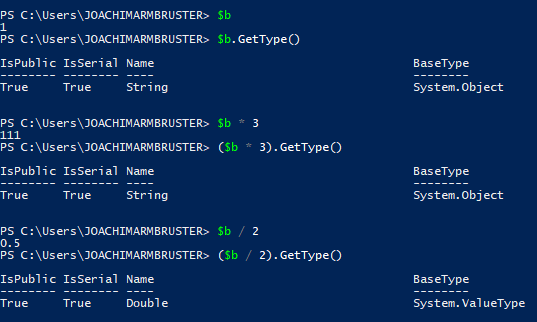 PS C:\Users\JOACHIMARMBRUSTER> $b
1
PS C:\Users\JOACHIMARMBRUSTER> $b.GetType()
IsPublic IsSerial Name                                     BaseType
-------- -------- ----                                     --------
True     True     String                                   System.Object
PS C:\Users\JOACHIMARMBRUSTER> $b * 3
111
PS C:\Users\JOACHIMARMBRUSTER> ($b * 3).GetType()
IsPublic IsSerial Name                                     BaseType
-------- -------- ----                                     --------
True     True     String                                   System.Object
PS C:\Users\JOACHIMARMBRUSTER> $b / 2
0.5
PS C:\Users\JOACHIMARMBRUSTER> ($b / 2).GetType()
IsPublic IsSerial Name                                     BaseType
-------- -------- ----                                     --------
True     True     Double                                   System.ValueType